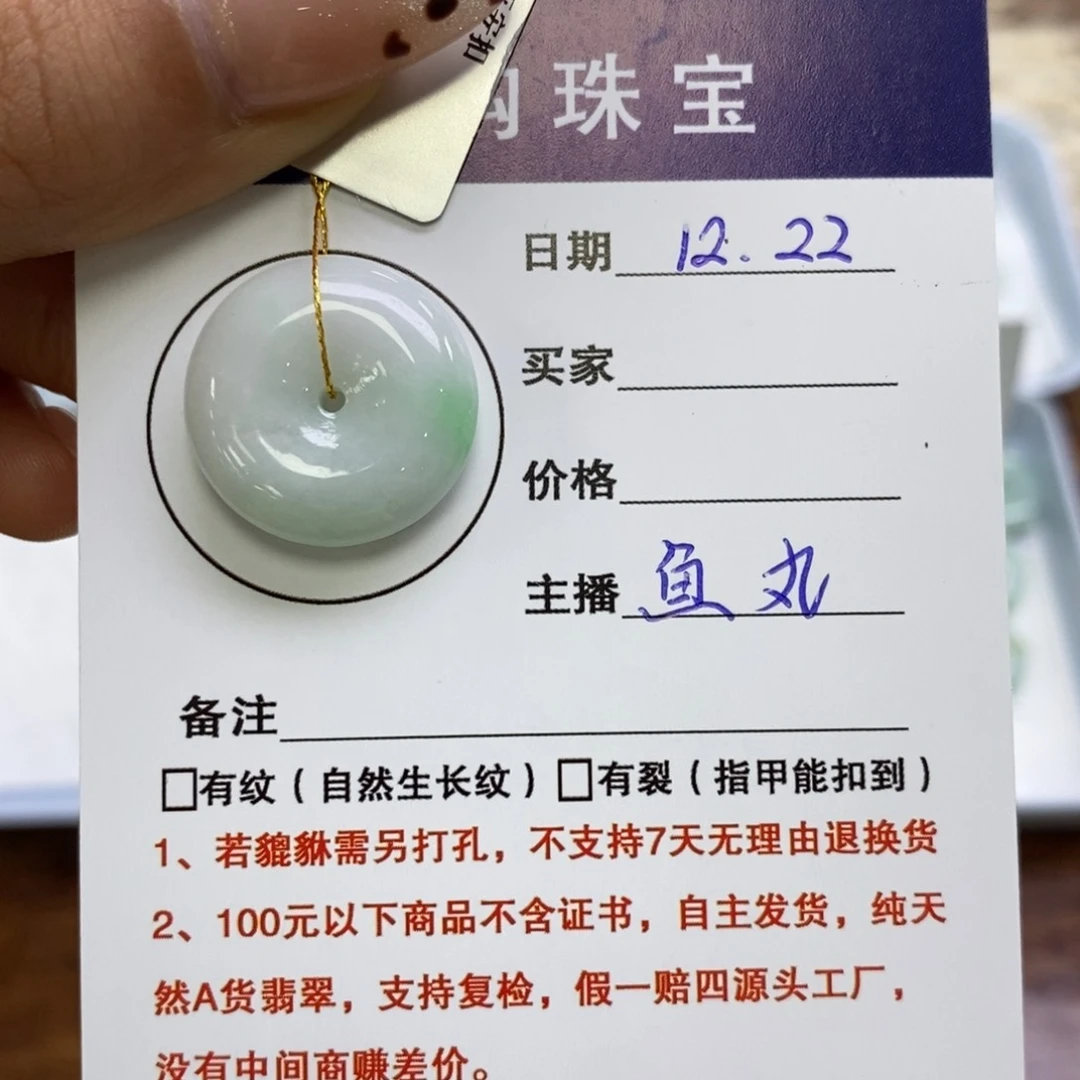 安扣
珠宝
日期 12.22
买家
价格
主播 鱼丸
备注
□有纹（自然生长纹）□有裂（指甲能扣到）
1、若貔貅需另打孔，不支持7天无理由退换货
2、100元以下商品不含证书，自主发货，纯天
然A货翡翠，支持复检，假一赔四源头工厂，
没有中间商赚差价。